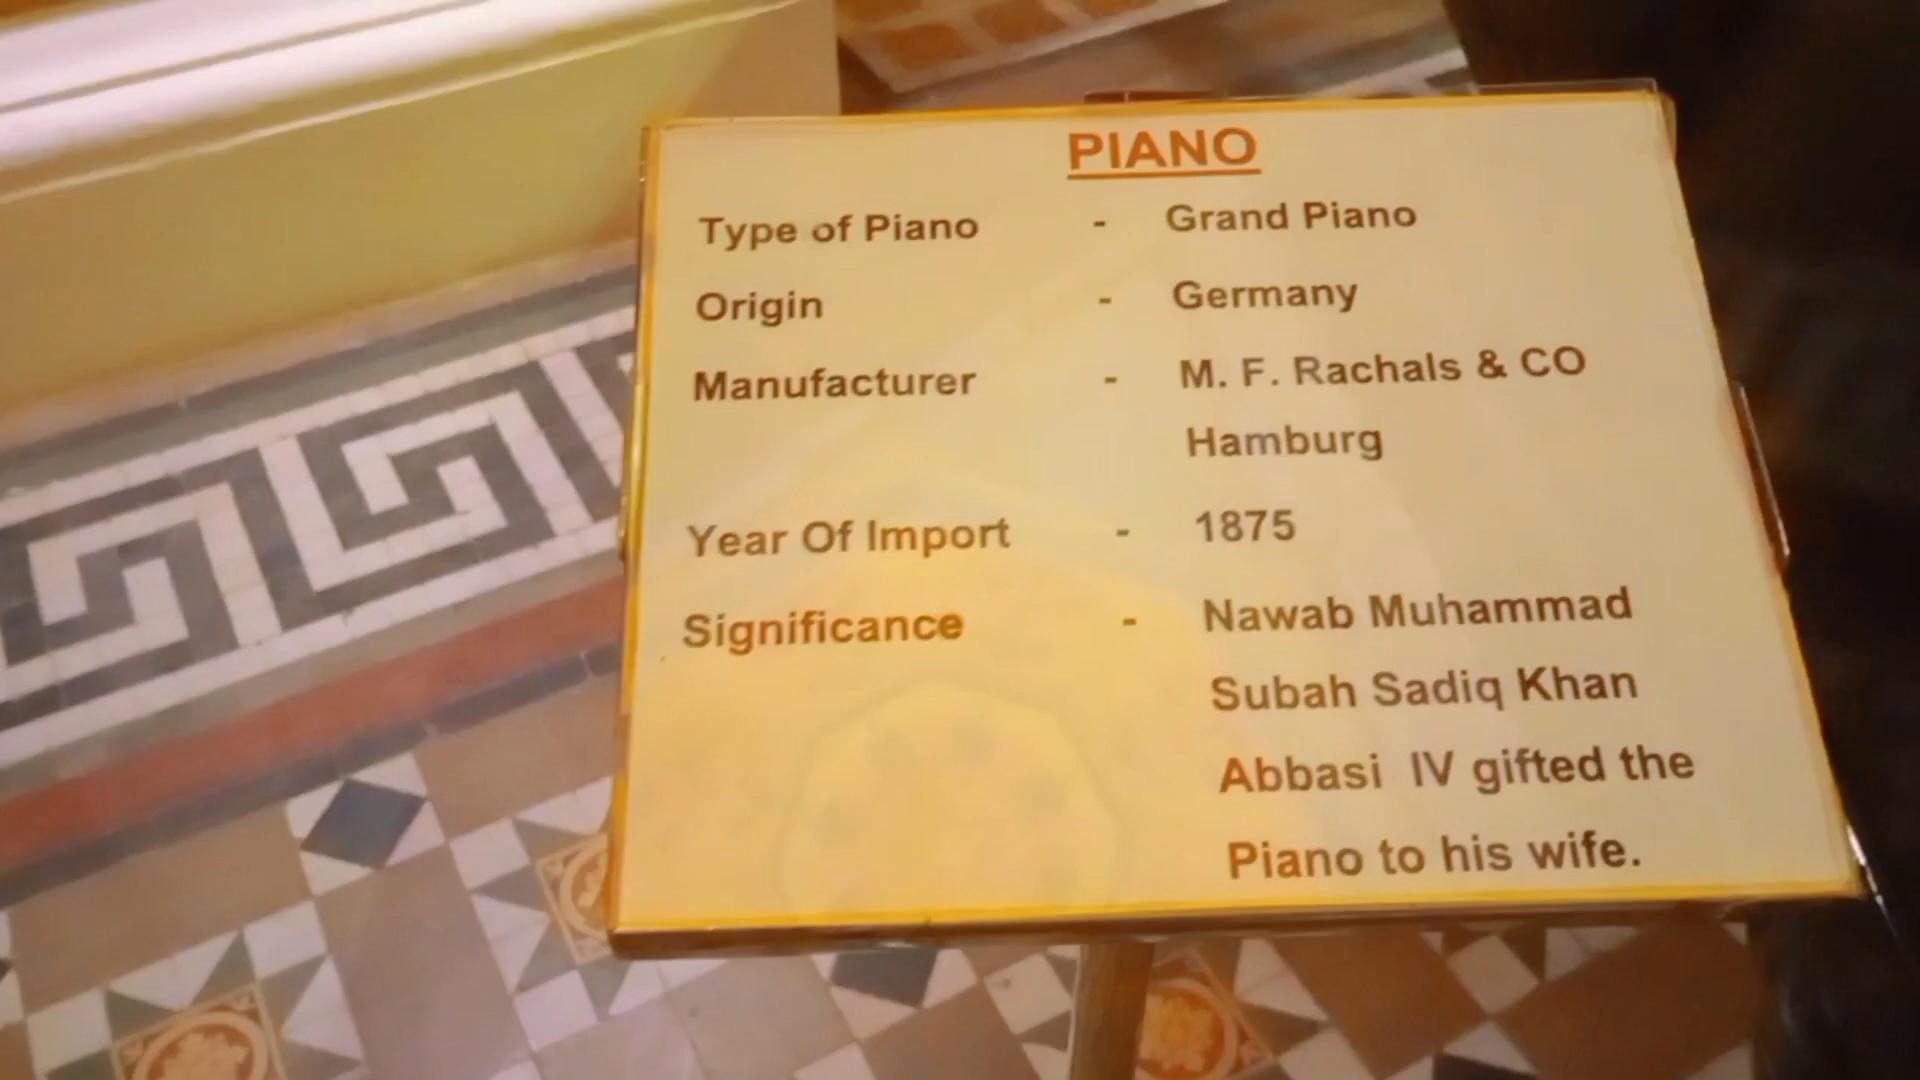 PIANO
Type of Piano - Grand Piano
Origin - Germany
Manufacturer - M. F. Rachals & CO
Hamburg
Year Of Import - 1875
Significance - Nawab Muhammad
Subah Sadiq Khan
Abbasi IV gifted the
Piano to his wife.